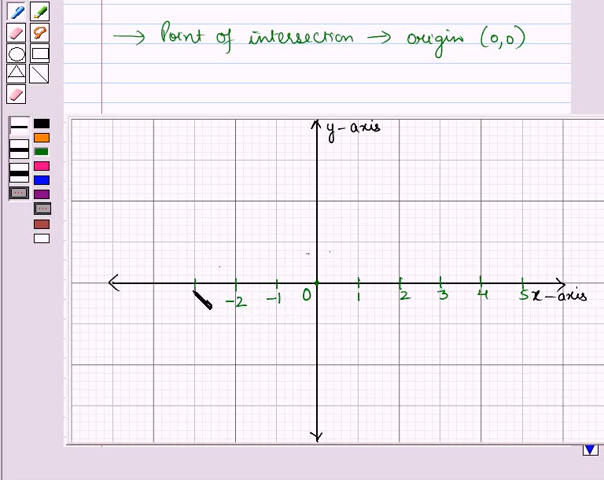 → Point of intersection → origin (0,0)
y-axis
-2 -1 0 1 2 3 4 5 x-axis